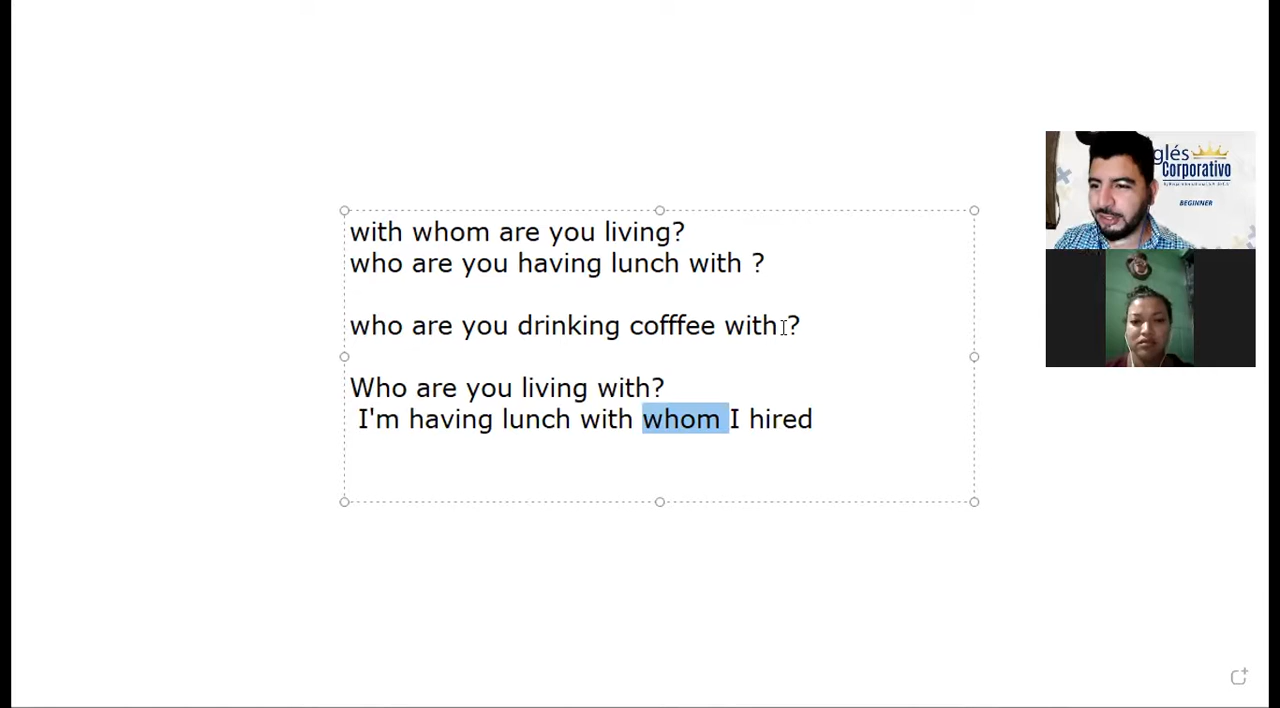 with whom are you living?
who are you having lunch with ?
who are you drinking cofffee with ?
Who are you living with?
I'm having lunch with whom I hired
glés
Corporativo
BEGINNER